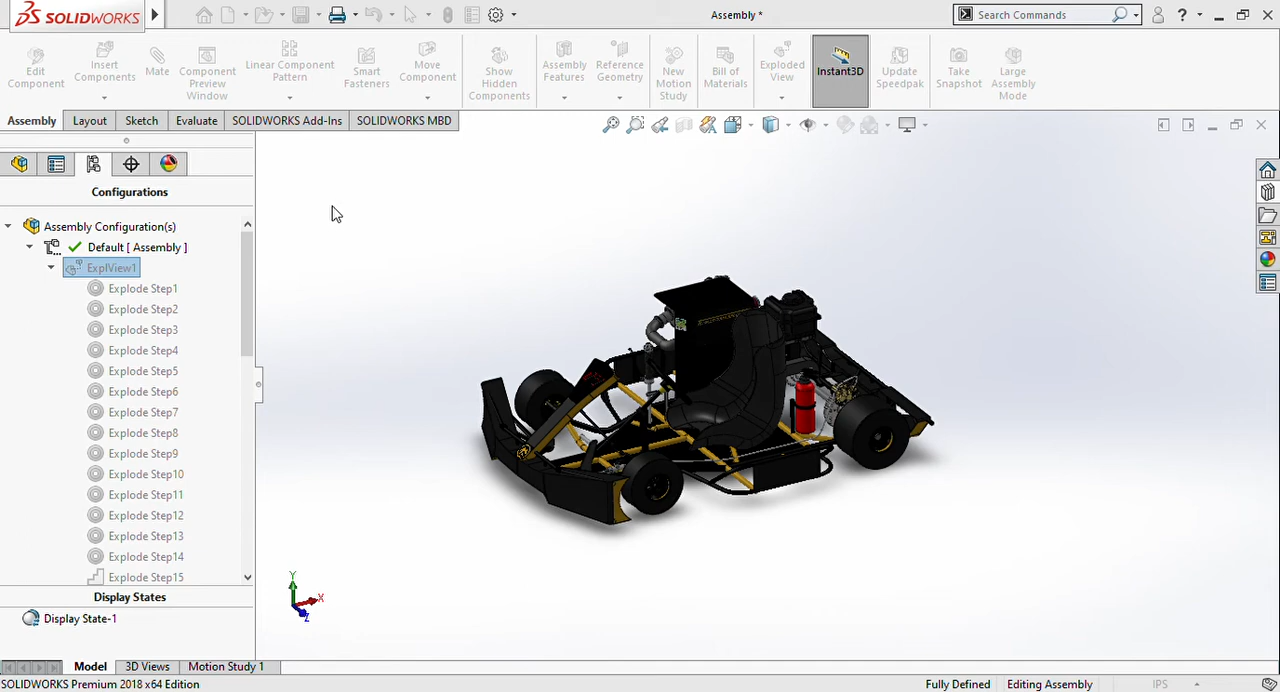 SOLIDWORKS
Assembly *
Search Commands
Edit Component
Insert Components
Mate
Component Preview Window
Linear Component Pattern
Smart Fasteners
Move Component
Show Hidden Components
Assembly Features
Reference Geometry
New Motion Study
Bill of Materials
Exploded View
Instant3D
Update Speedpak
Take Snapshot
Large Assembly Mode
Assembly Layout Sketch Evaluate SOLIDWORKS Add-Ins SOLIDWORKS MBD
Configurations
Assembly Configuration(s)
Default [ Assembly ]
ExplView1
Explode Step1
Explode Step2
Explode Step3
Explode Step4
Explode Step5
Explode Step6
Explode Step7
Explode Step8
Explode Step9
Explode Step10
Explode Step11
Explode Step12
Explode Step13
Explode Step14
Explode Step15
Display States
Display State-1
Y
X
Z
Model 3D Views Motion Study 1
SOLIDWORKS Premium 2018 x64 Edition
Fully Defined
Editing Assembly
IPS